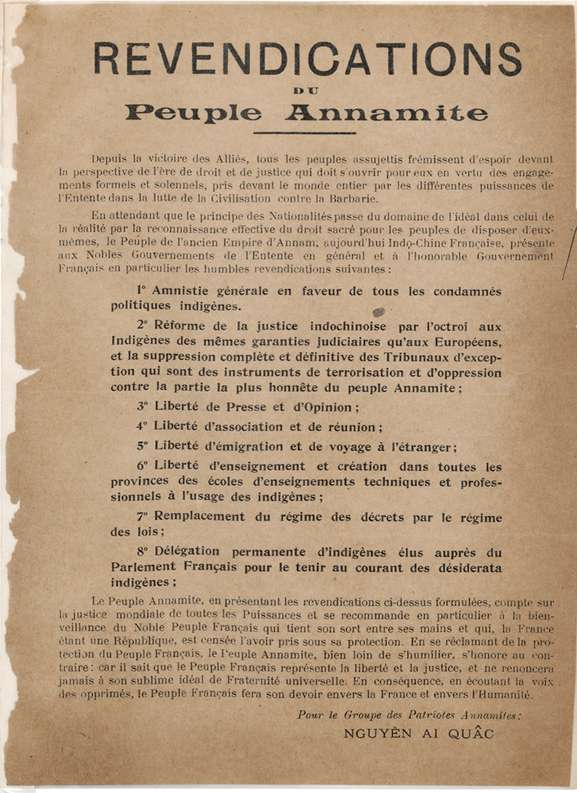 REVENDICATIONS
DU
Peuple Annamite
Depuis la victoire des Alliés, tous les peuples assujettis frémissent d'espoir devant
la perspective de l'ère de droit et de justice qui doit s'ouvrir pour eux en vertu des engage-
ments formels et solennels, pris devant le monde entier par les différentes puissances de
l'Entente dans la lutte de la Civilisation contre la Barbarie.
En attendant que le principe des Nationalités passe du domaine de l'idéal dans celui de
la réalité par la reconnaissance effective du droit sacré pour les peuples de disposer d'eux-
mêmes, le Peuple de l'ancien Empire d'Annam, aujourd'hui Indo-Chine Française, présente
aux Nobles Gouvernements de l'Entente en général et à l'honorable Gouvernement
Français en particulier les humbles revendications suivantes :
1° Amnistie générale en faveur de tous les condamnés
politiques indigènes.
2° Réforme de la justice indochinoise par l'octroi aux
Indigènes des mêmes garanties judiciaires qu'aux Européens,
et la suppression complète et définitive des Tribunaux d'excep-
tion qui sont des instruments de terrorisation et d'oppression
contre la partie la plus honnête du peuple Annamite ;
3° Liberté de Presse et d'Opinion ;
4° Liberté d'association et de réunion ;
5° Liberté d'émigration et de voyage à l'étranger ;
6° Liberté d'enseignement et création dans toutes les
provinces des écoles d'enseignements techniques et profes-
sionnels à l'usage des indigènes ;
7° Remplacement du régime des décrets par le régime
des lois ;
8° Délégation permanente d'indigènes élus auprès du
Parlement Français pour le tenir au courant des désiderata
indigènes ;
Le Peuple Annamite, en présentant les revendications ci-dessus formulées, compte sur
la justice mondiale de toutes les Puissances et se recommande en particulier à la bien-
veillance du Noble Peuple Français qui tient son sort entre ses mains et qui, la France
étant une République, est censée l'avoir pris sous sa protection. En se réclamant de la pro-
tection du Peuple Français, le Peuple Annamite, bien loin de s'humilier, s'honore au con-
traire : car il sait que le Peuple Français représente la liberté et la justice, et ne renoncera
jamais à son sublime idéal de Fraternité universelle. En conséquence, en écoutant la voix
des opprimés, le Peuple Français fera son devoir envers la France et envers l'Humanité.
Pour le Groupe des Patriotes Annamites :
NGUYÊN AI QUÂC